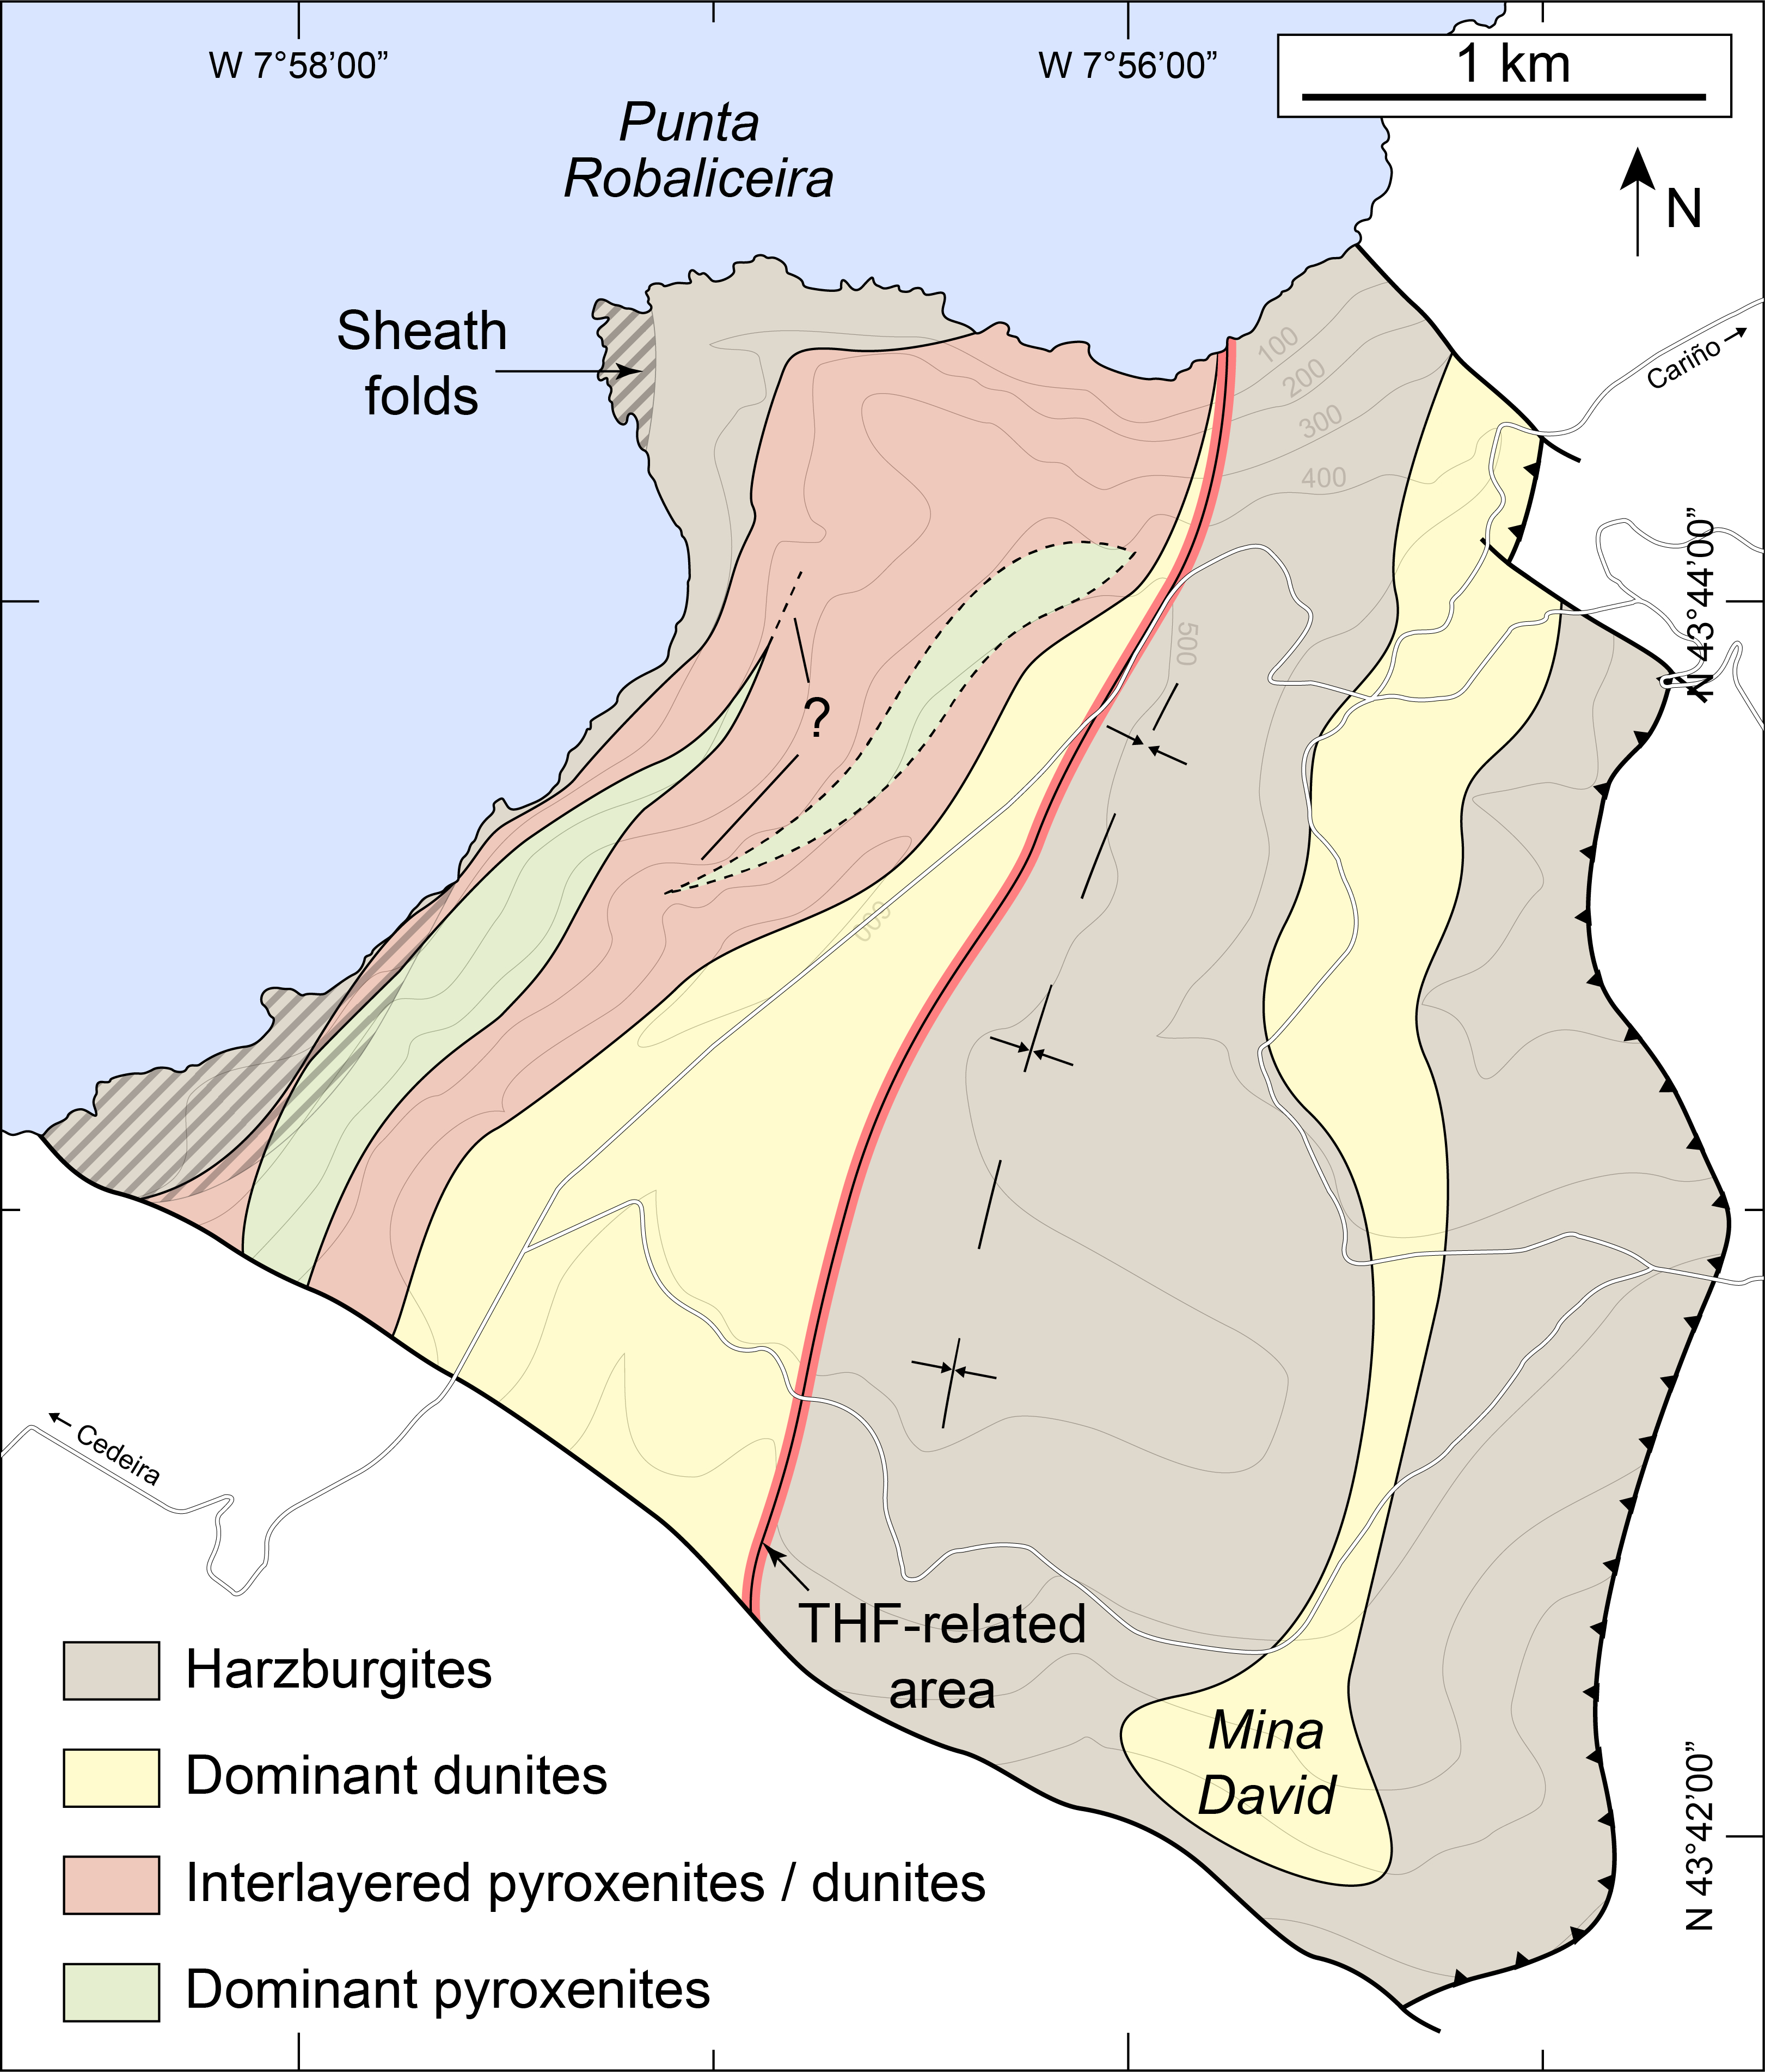 W 7°58’00”
W 7°56’00”
1 km
Punta
Robaliceira
N
Sheath
folds
100
200
300
400
Cariño
N 43°44’00”
500
?
600
Cedeira
THF-related
area
Mina
David
N 43°42’00”
Harzburgites
Dominant dunites
Interlayered pyroxenites / dunites
Dominant pyroxenites